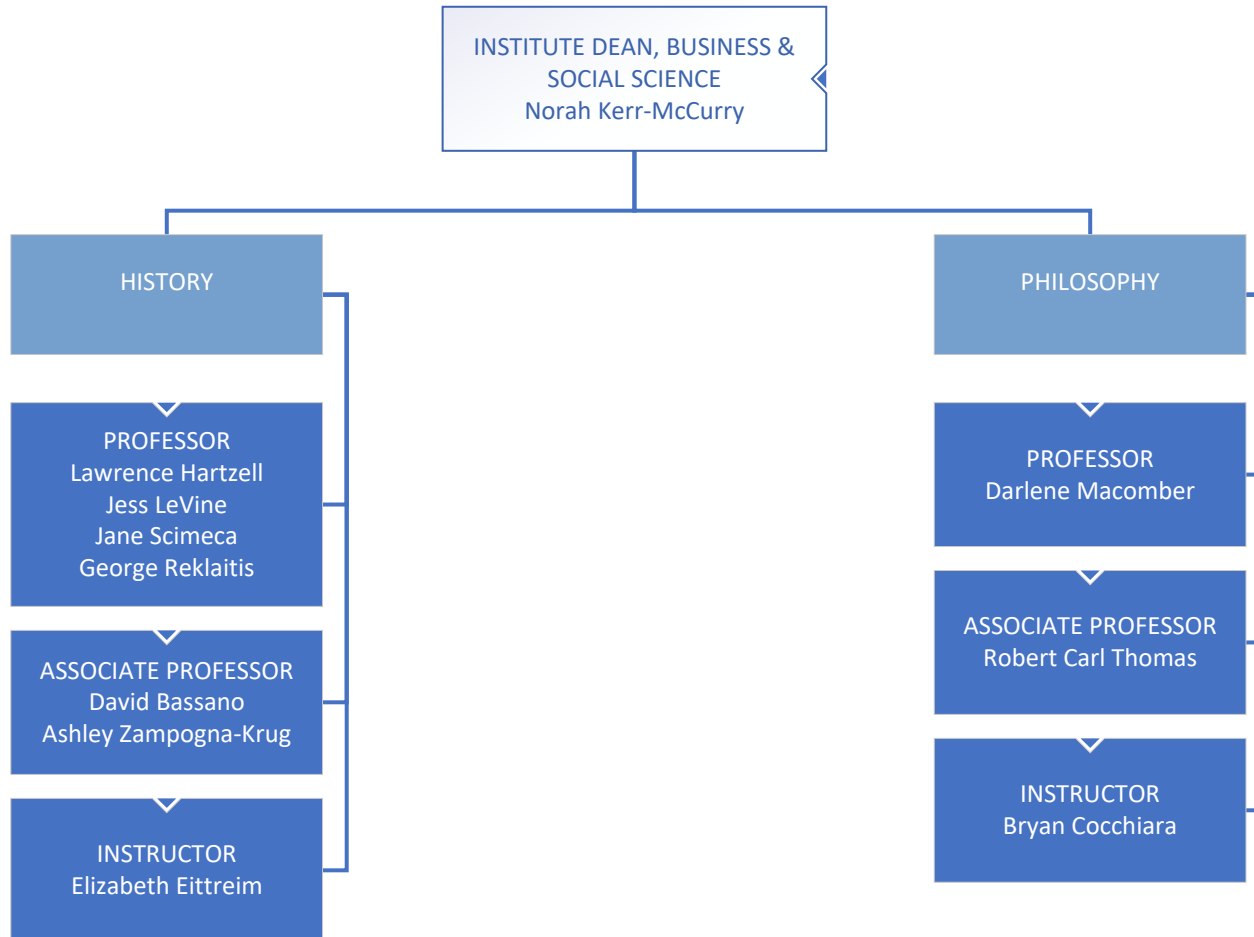 INSTITUTE DEAN, BUSINESS &
SOCIAL SCIENCE
Norah Kerr-McCurry
HISTORY
PROFESSOR
Lawrence Hartzell
Jess LeVine
Jane Scimeca
George Reklaitis
ASSOCIATE PROFESSOR
David Bassano
Ashley Zampogna-Krug
INSTRUCTOR
Elizabeth Eittreim
PHILOSOPHY
PROFESSOR
Darlene Macomber
ASSOCIATE PROFESSOR
Robert Carl Thomas
INSTRUCTOR
Bryan Cocchiara